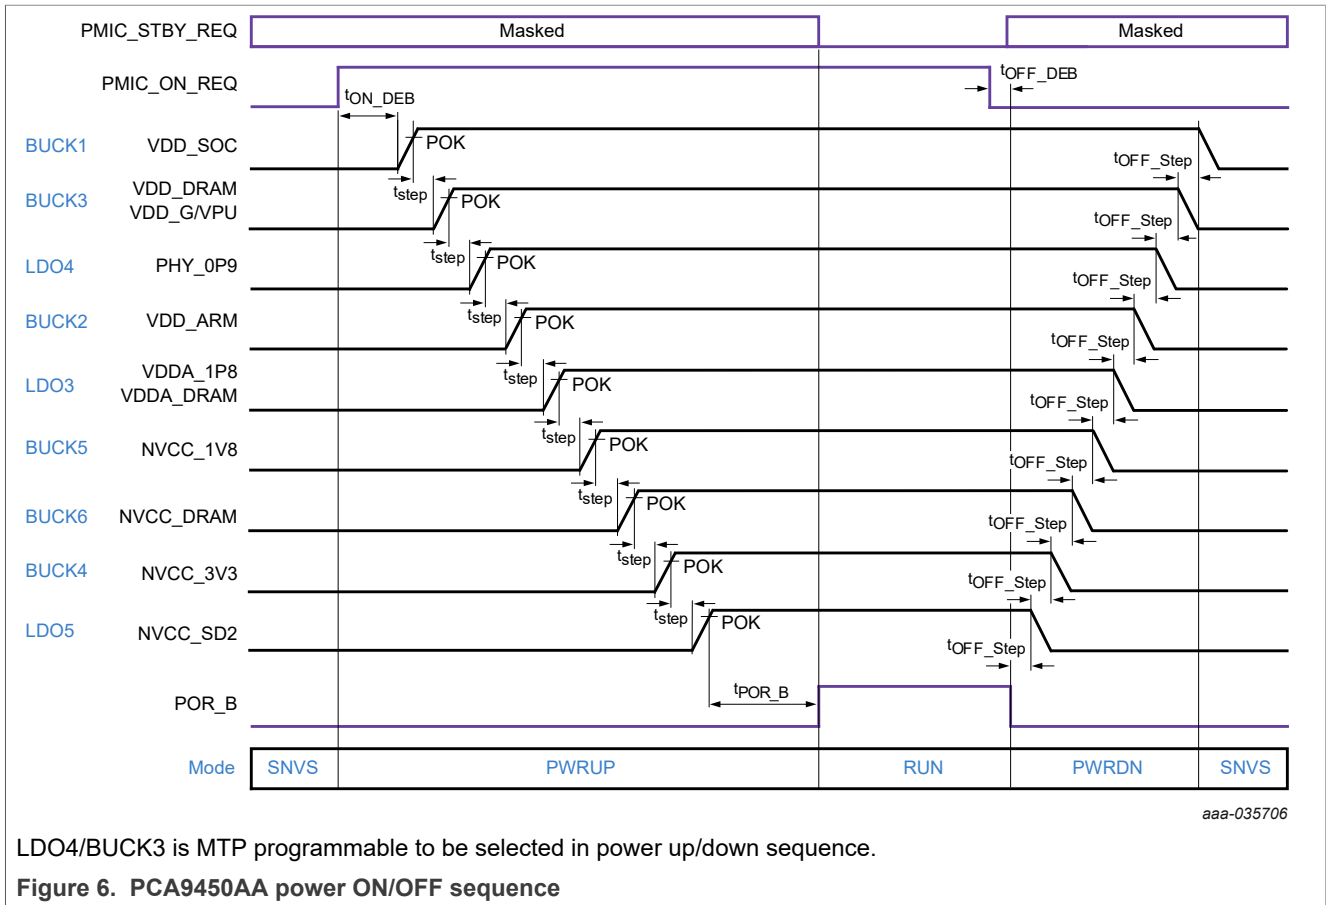 PMIC_STBY_REQ Masked Masked
PMIC_ON_REQ tON_DEB tOFF_DEB
BUCK1 VDD_SOC POK tOFF_Step
tstep
BUCK3 VDD_DRAM
VDD_G/VPU POK tOFF_Step
tstep
LDO4 PHY_0P9 POK tOFF_Step
tstep
BUCK2 VDD_ARM POK tOFF_Step
tstep
LDO3 VDDA_1P8
VDDA_DRAM POK tOFF_Step
tstep
BUCK5 NVCC_1V8 POK tOFF_Step
tstep
BUCK6 NVCC_DRAM POK tOFF_Step
tstep
BUCK4 NVCC_3V3 POK tOFF_Step
tstep
LDO5 NVCC_SD2 POK tOFF_Step
POR_B tPOR_B
Mode SNVS PWRUP RUN PWRDN SNVS
aaa-035706
LDO4/BUCK3 is MTP programmable to be selected in power up/down sequence.
Figure 6. PCA9450AA power ON/OFF sequence